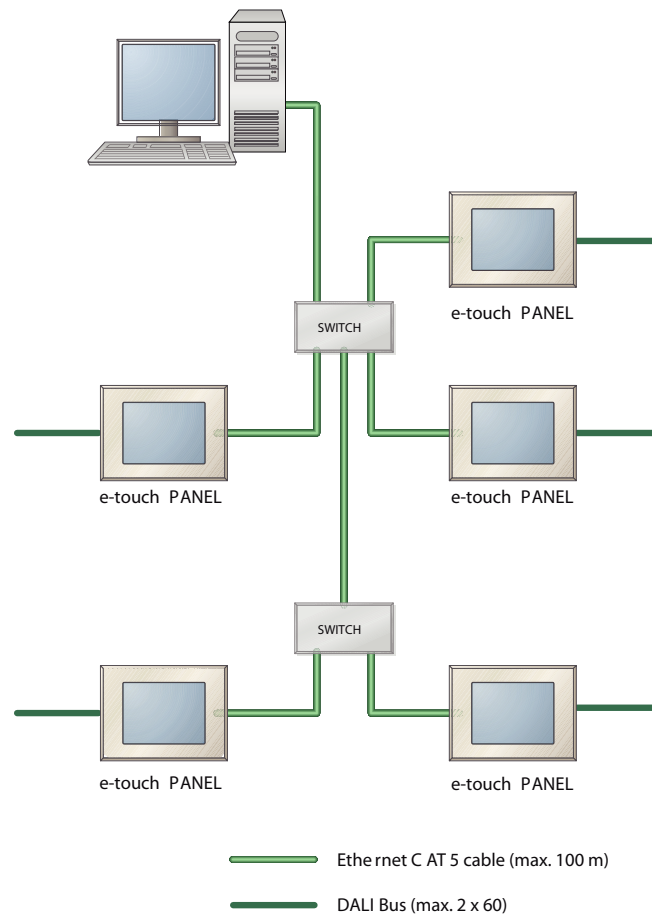 e-touch PANEL
SWITCH
e-touch PANEL
e-touch PANEL
SWITCH
e-touch PANEL
e-touch PANEL
Ethe rnet C AT 5 cable (max. 100 m)
DALI Bus (max. 2 x 60)